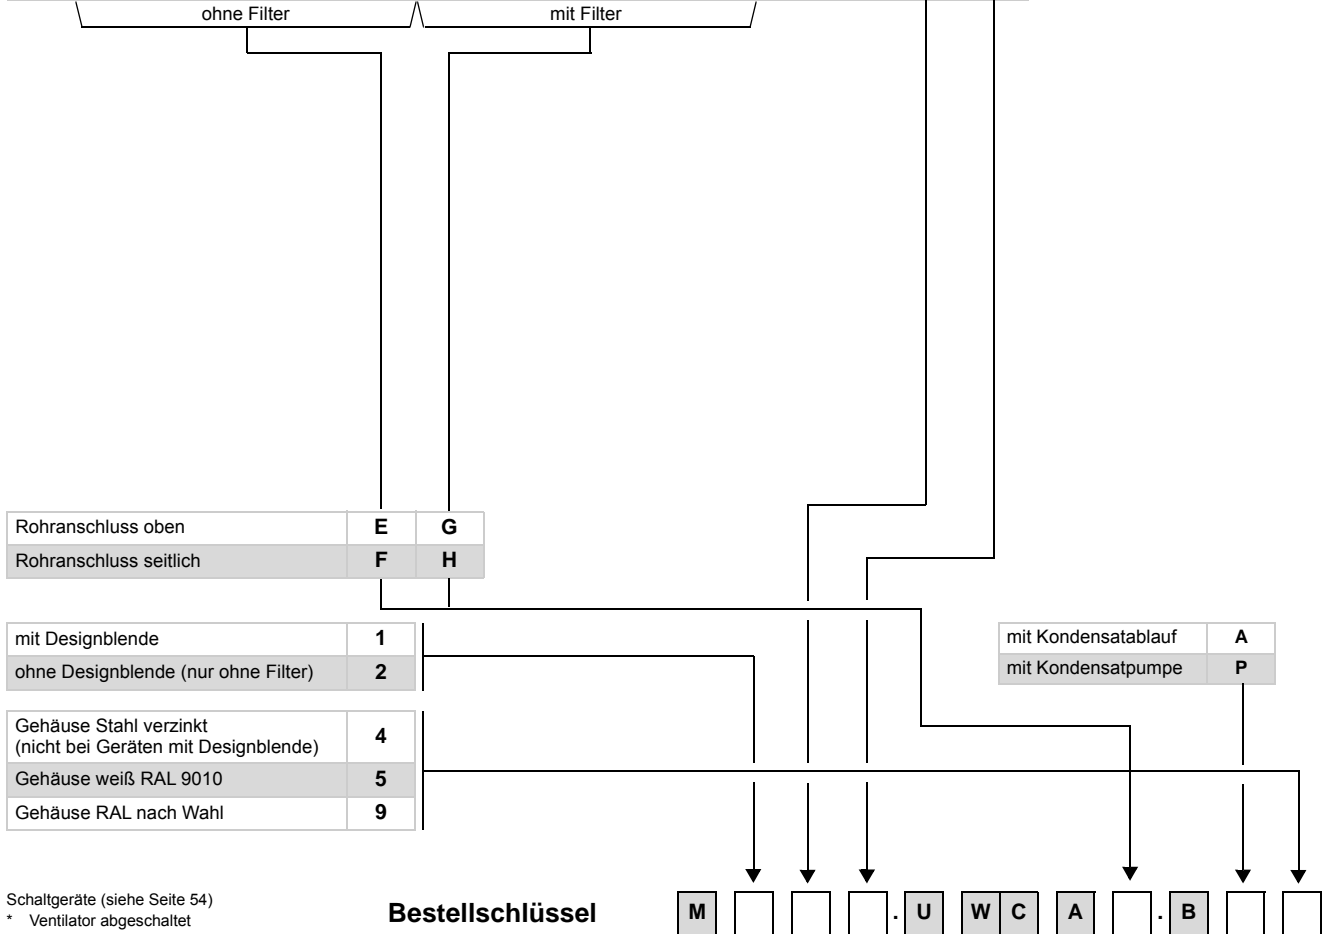 ohne Filter mit Filter
Rohranschluss oben E G
Rohranschluss seitlich F H
mit Designblende 1
ohne Designblende (nur ohne Filter) 2
mit Kondensatablauf A
mit Kondensatpumpe P
Gehäuse Stahl verzinkt
(nicht bei Geräten mit Designblende) 4
Gehäuse weiß RAL 9010 5
Gehäuse RAL nach Wahl 9
Schaltgeräte (siehe Seite 54)
* Ventilator abgeschaltet
Bestellschlüssel M . U W C A . B